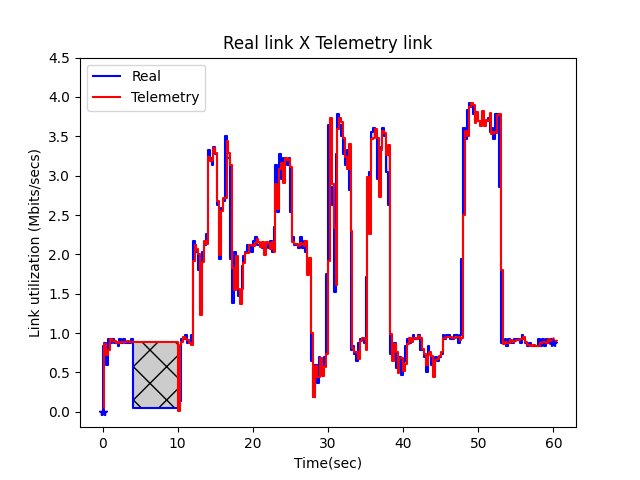 Real link X Telemetry link
Real
Telemetry
Link utilization (Mbits/secs)
4.5
4.0
3.5
3.0
2.5
2.0
1.5
1.0
0.5
0.0
0 10 20 30 40 50 60
Time(sec)